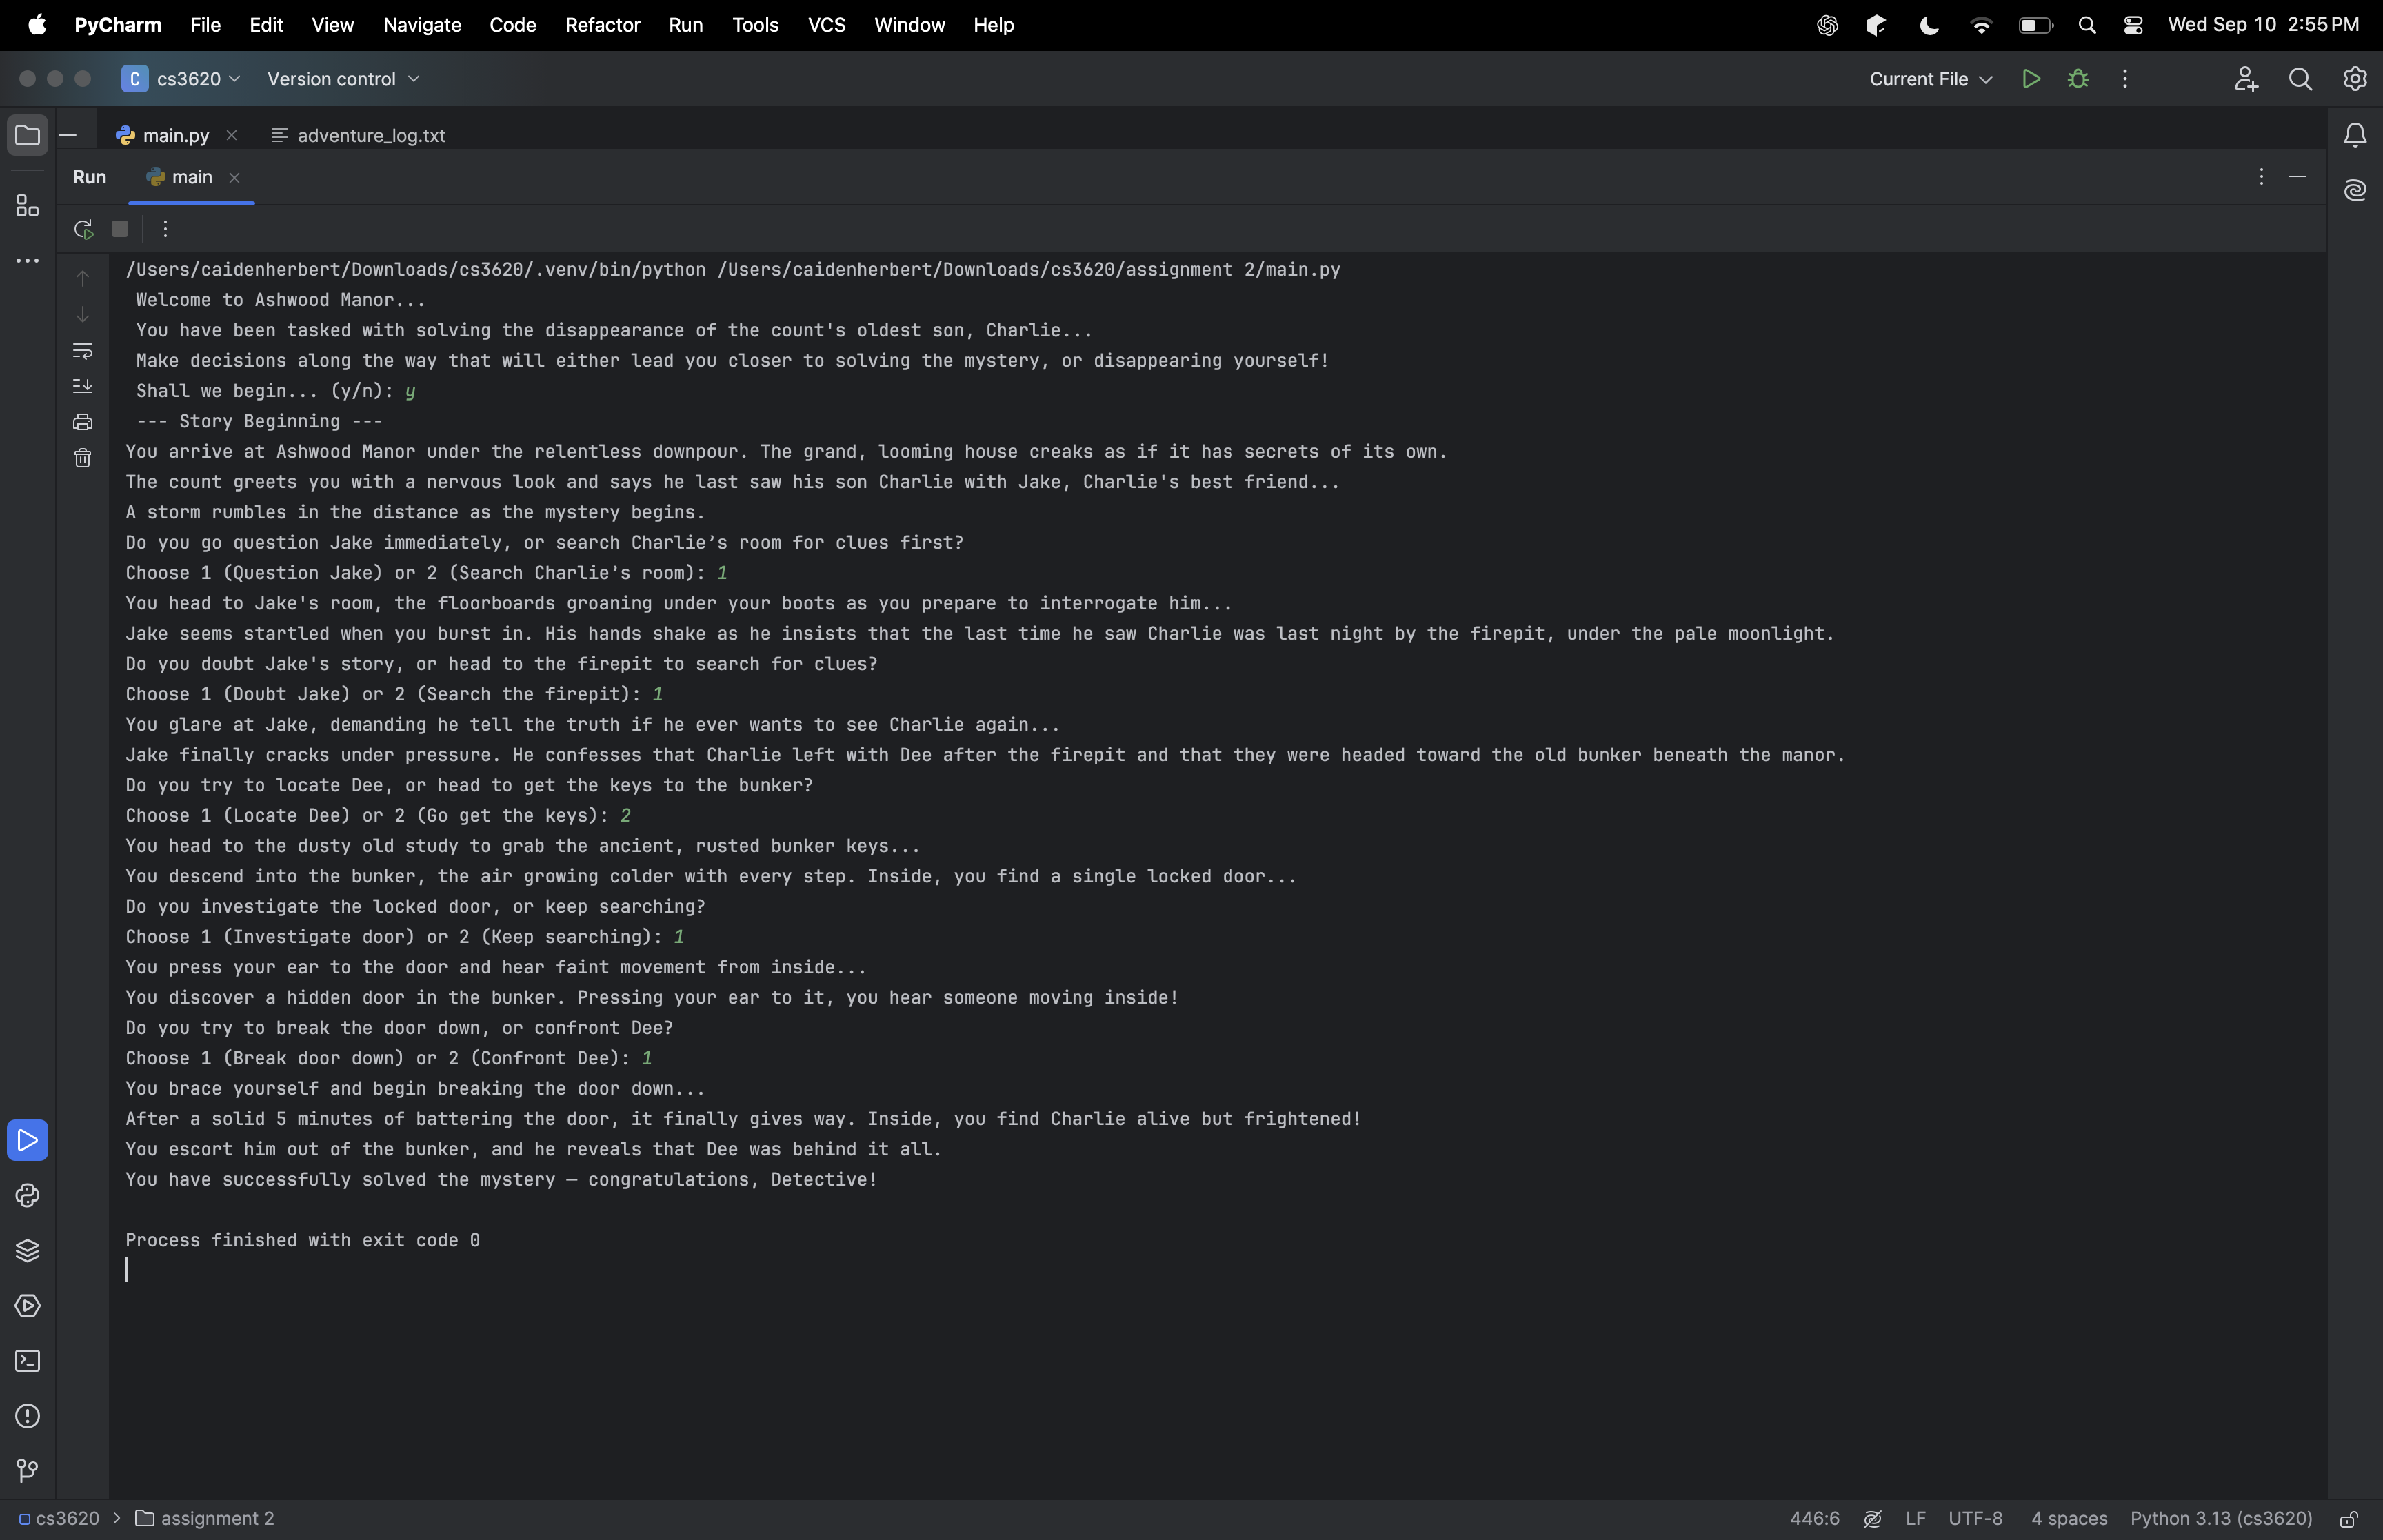 PyCharm File Edit View Navigate Code Refactor Run Tools VCS Window Help Wed Sep 10 2:55 PM
C cs3620 Version control Current File
main.py adventure_log.txt
Run main
/Users/caidenherbert/Downloads/cs3620/.venv/bin/python /Users/caidenherbert/Downloads/cs3620/assignment 2/main.py
Welcome to Ashwood Manor...
You have been tasked with solving the disappearance of the count's oldest son, Charlie...
Make decisions along the way that will either lead you closer to solving the mystery, or disappearing yourself!
Shall we begin... (y/n): y
--- Story Beginning ---
You arrive at Ashwood Manor under the relentless downpour. The grand, looming house creaks as if it has secrets of its own.
The count greets you with a nervous look and says he last saw his son Charlie with Jake, Charlie's best friend...
A storm rumbles in the distance as the mystery begins.
Do you go question Jake immediately, or search Charlie’s room for clues first?
Choose 1 (Question Jake) or 2 (Search Charlie’s room): 1
You head to Jake's room, the floorboards groaning under your boots as you prepare to interrogate him...
Jake seems startled when you burst in. His hands shake as he insists that the last time he saw Charlie was last night by the firepit, under the pale moonlight.
Do you doubt Jake's story, or head to the firepit to search for clues?
Choose 1 (Doubt Jake) or 2 (Search the firepit): 1
You glare at Jake, demanding he tell the truth if he ever wants to see Charlie again...
Jake finally cracks under pressure. He confesses that Charlie left with Dee after the firepit and that they were headed toward the old bunker beneath the manor.
Do you try to locate Dee, or head to get the keys to the bunker?
Choose 1 (Locate Dee) or 2 (Go get the keys): 2
You head to the dusty old study to grab the ancient, rusted bunker keys...
You descend into the bunker, the air growing colder with every step. Inside, you find a single locked door...
Do you investigate the locked door, or keep searching?
Choose 1 (Investigate door) or 2 (Keep searching): 1
You press your ear to the door and hear faint movement from inside...
You discover a hidden door in the bunker. Pressing your ear to it, you hear someone moving inside!
Do you try to break the door down, or confront Dee?
Choose 1 (Break door down) or 2 (Confront Dee): 1
You brace yourself and begin breaking the door down...
After a solid 5 minutes of battering the door, it finally gives way. Inside, you find Charlie alive but frightened!
You escort him out of the bunker, and he reveals that Dee was behind it all.
You have successfully solved the mystery — congratulations, Detective!
Process finished with exit code 0
cs3620 > assignment 2 446:6 LF UTF-8 4 spaces Python 3.13 (cs3620)